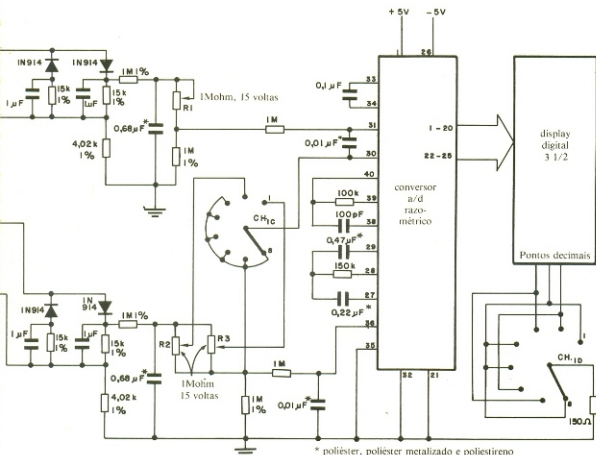 +5V
-5V
1
26
IN914
IN914
1M1%
15k
1%
15k
1%
1µF
1µF
0,68µF*
1Mohm, 15 voltas
R1
4,02k
1%
1M
1%
1M
0,1µF
33
34
31
0,01µF*
30
40
100k
39
100pF
38
0,47µF*
29
150k
28
27
0,22µF*
36
35
32
21
1-20
22-25
conversor
a/d
razo-
métrico
display
digital
3 1/2
Pontos decimais
1
CH1C
8
1
CH.1D
8
150Ω
IN914
IN
914
1M1%
1µF
15k
1%
1µF
15k
1%
R2
R3
0,68µF*
1Mohm
15 voltas
4,02k
1%
1M
1%
1M
0,01µF*
* poliéster, poliéster metalizado e poliestireno